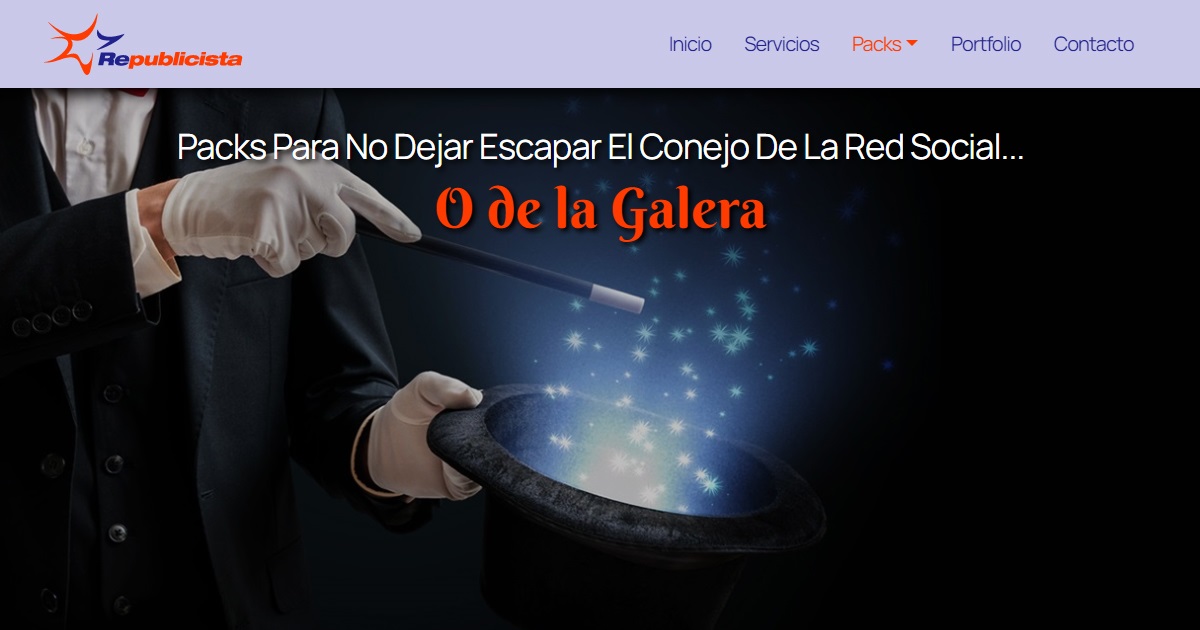 Republicista
Inicio Servicios Packs Portfolio Contacto
Packs Para No Dejar Escapar El Conejo De La Red Social...
O de la Galera